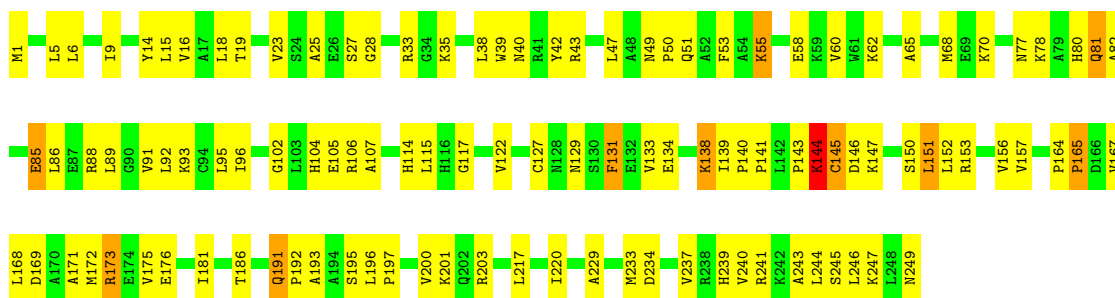 M1 L5 L6 I9 Y14 L15 V16 A17 L18 T19 V23 S24 A25 E26 S27 G28 R33 G34 K35 L38 W39 N40 R41 Y42 R43 L47 A48 N49 P50 Q51 A52 F53 A54 K55 E58 K59 V60 W61 K62 A65 M68 E69 K70 N77 K78 A79 H80 Q81
E85 L86 E87 R88 L89 G90 V91 L92 K93 C94 L95 I96 G102 L103 H104 E105 R106 A107 H114 L115 H116 G117 V122 C127 N128 N129 S130 F131 E132 V133 E134 K138 I139 P140 P141 L142 P143 K144 C145 D146 K147 S150 L151 L152 R153 V156 V157 P164 P165 D166
L168 D169 A170 A171 M172 R173 E174 V175 E176 I181 T186 Q191 P192 A193 A194 S195 L196 P197 V200 K201 Q202 R203 L217 I220 A229 M233 D234 V237 R238 H239 V240 R241 K242 A243 L244 S245 L246 K247 L248 N249